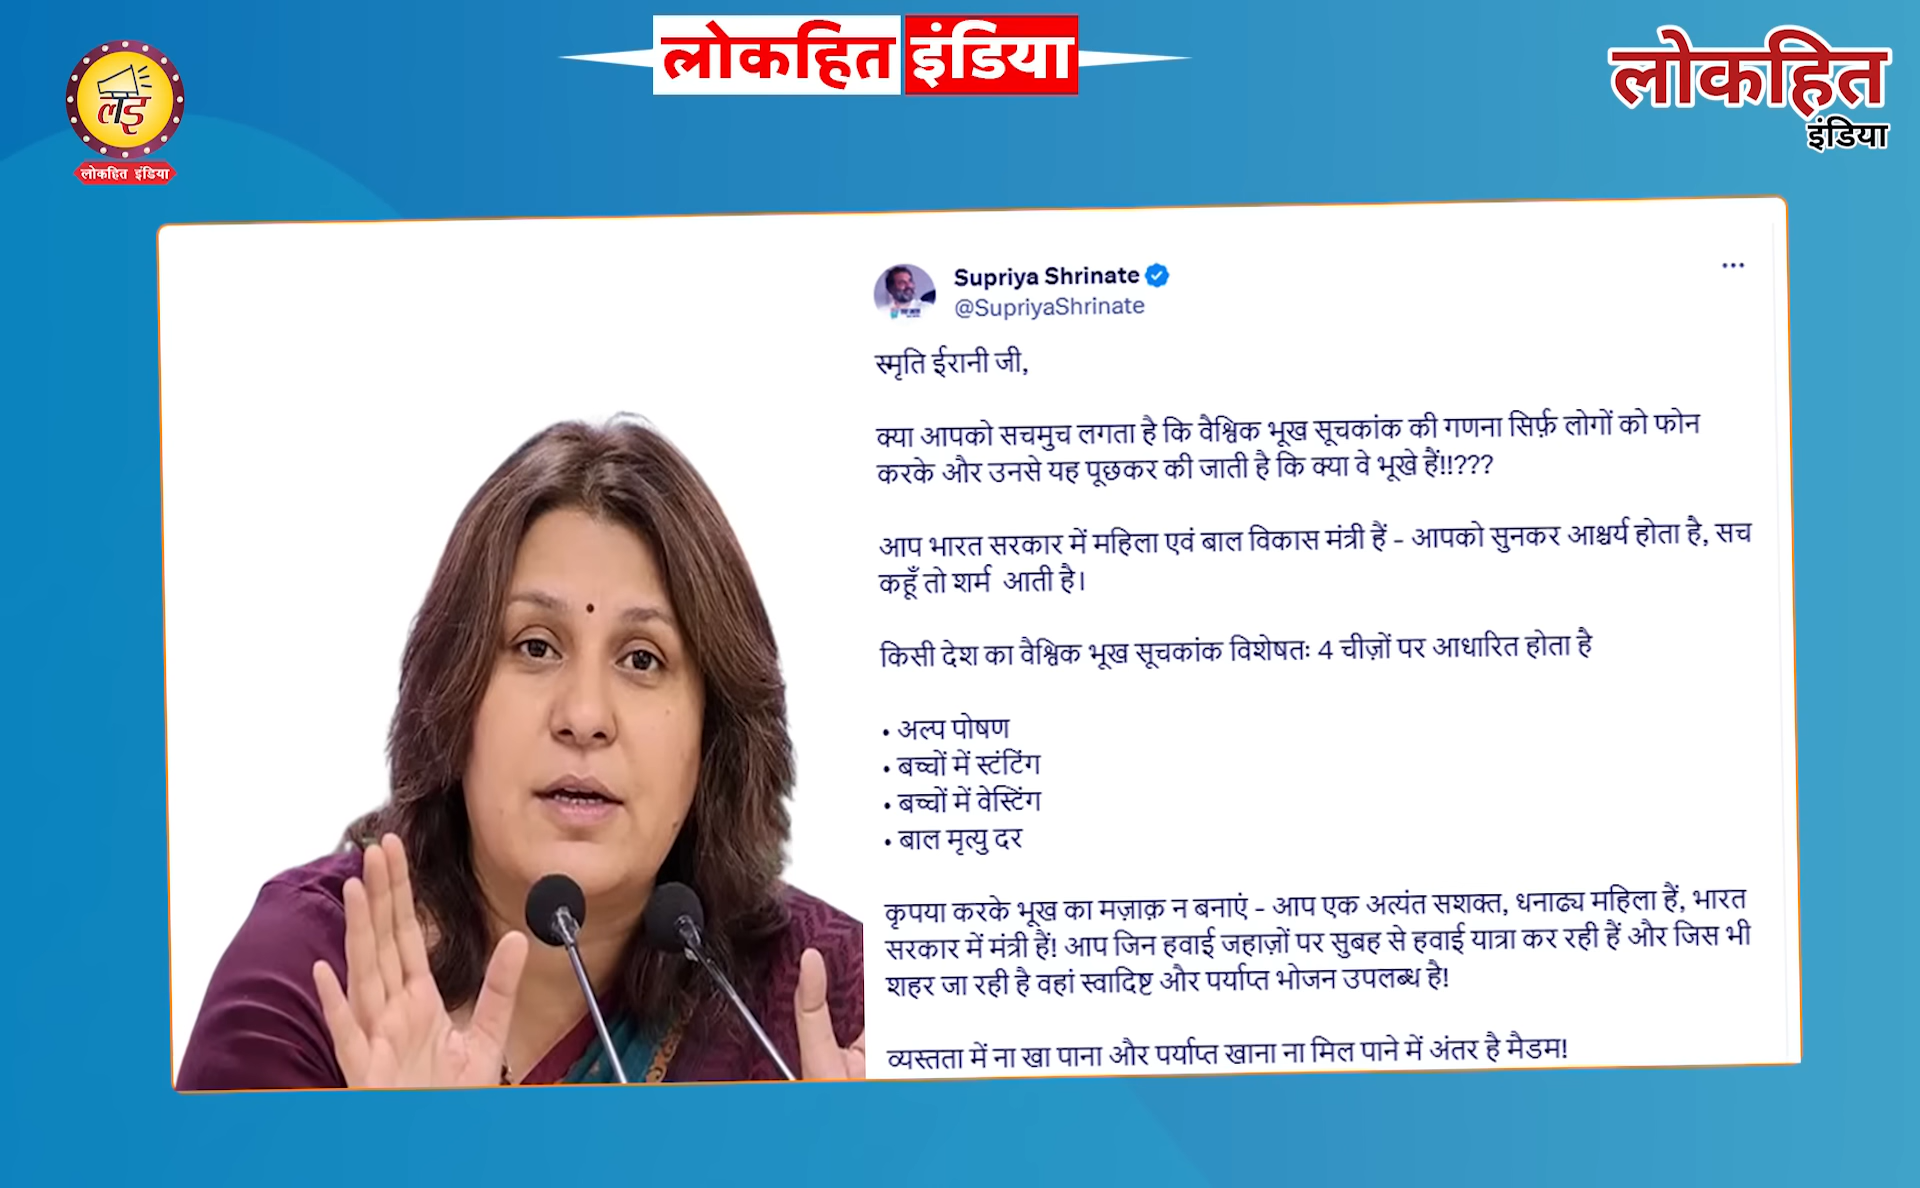 लोकहित इंडिया
लोकहित
इंडिया
लइ
लोकहित इंडिया
Supriya Shrinate
@SupriyaShrinate
स्मृति ईरानी जी,
क्या आपको सचमुच लगता है कि वैश्विक भूख सूचकांक की गणना सिर्फ़ लोगों को फोन
करके और उनसे यह पूछकर की जाती है कि क्या वे भूखे हैं!!???
आप भारत सरकार में महिला एवं बाल विकास मंत्री हैं - आपको सुनकर आश्चर्य होता है, सच
कहूँ तो शर्म आती है।
किसी देश का वैश्विक भूख सूचकांक विशेषतः 4 चीज़ों पर आधारित होता है
• अल्प पोषण
• बच्चों में स्टंटिंग
• बच्चों में वेस्टिंग
• बाल मृत्यु दर
कृपया करके भूख का मज़ाक़ न बनाएं - आप एक अत्यंत सशक्त, धनाढ्य महिला हैं, भारत
सरकार में मंत्री हैं! आप जिन हवाई जहाज़ों पर सुबह से हवाई यात्रा कर रही हैं और जिस भी
शहर जा रही है वहां स्वादिष्ट और पर्याप्त भोजन उपलब्ध है!
व्यस्तता में ना खा पाना और पर्याप्त खाना ना मिल पाने में अंतर है मैडम!